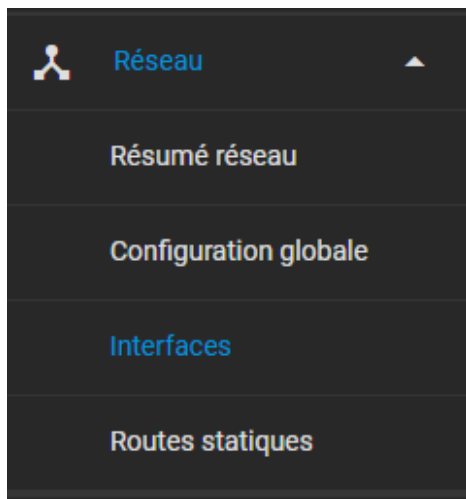 Réseau
Résumé réseau
Configuration globale
Interfaces
Routes statiques